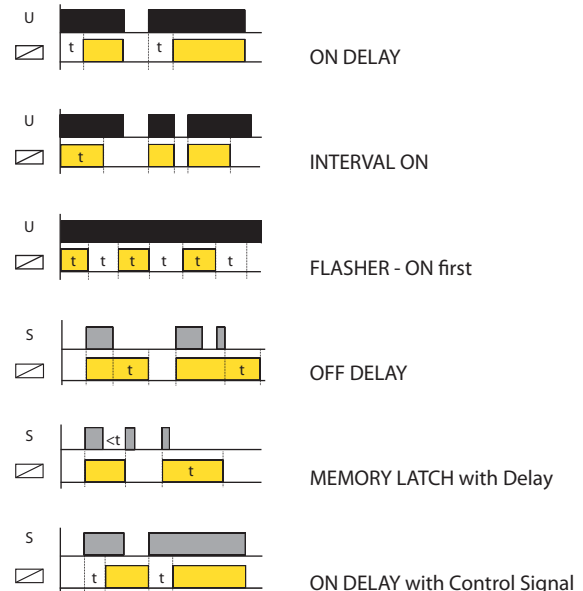 U
t t
ON DELAY
U
t
INTERVAL ON
U
t t t t t t
FLASHER - ON first
S
t t
OFF DELAY
S
<t
t
MEMORY LATCH with Delay
S
t t
ON DELAY with Control Signal